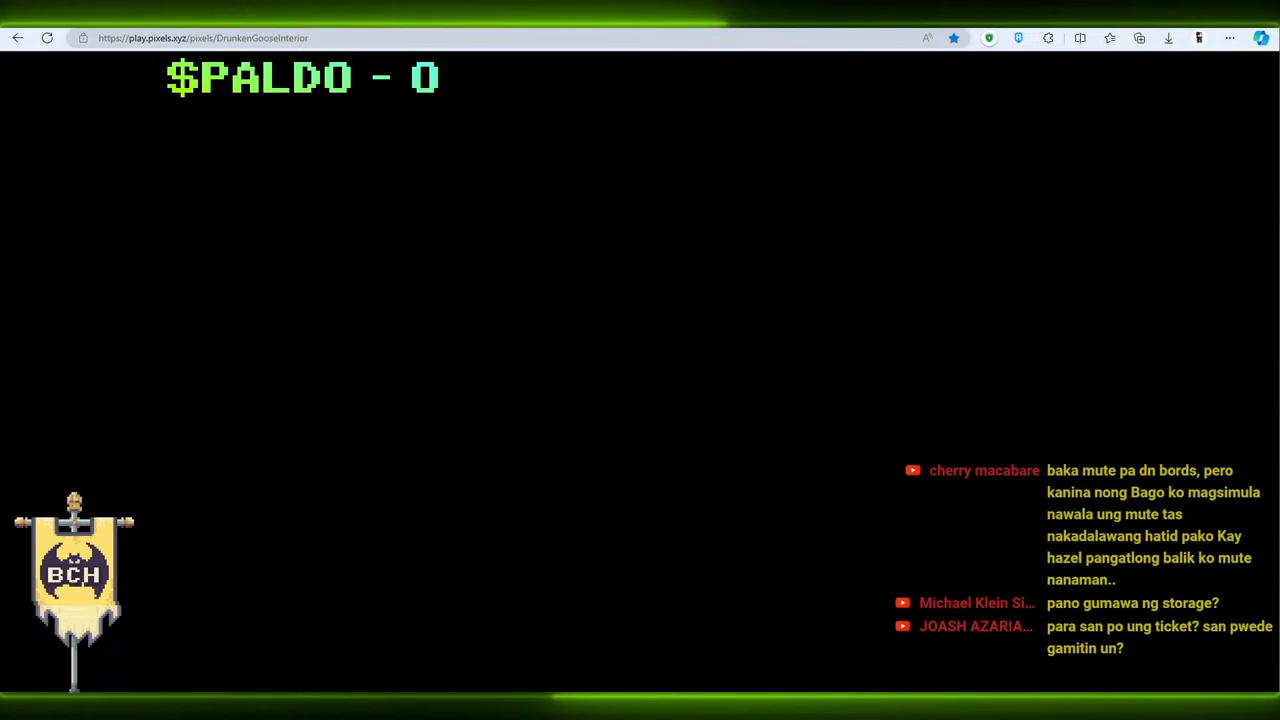 https://play.pixels.xyz/pixels/DrunkenGooseInterior
$PALDO - 0
cherry macabare baka mute pa dn bords, pero
kanina nong Bago ko magsimula
nawala ung mute tas
nakadalawang hatid pako Kay
hazel pangatlong balik ko mute
nanaman..
Michael Klein Si... pano gumawa ng storage?
JOASH AZARIA... para san po ung ticket? san pwede
gamitin un?
BCH